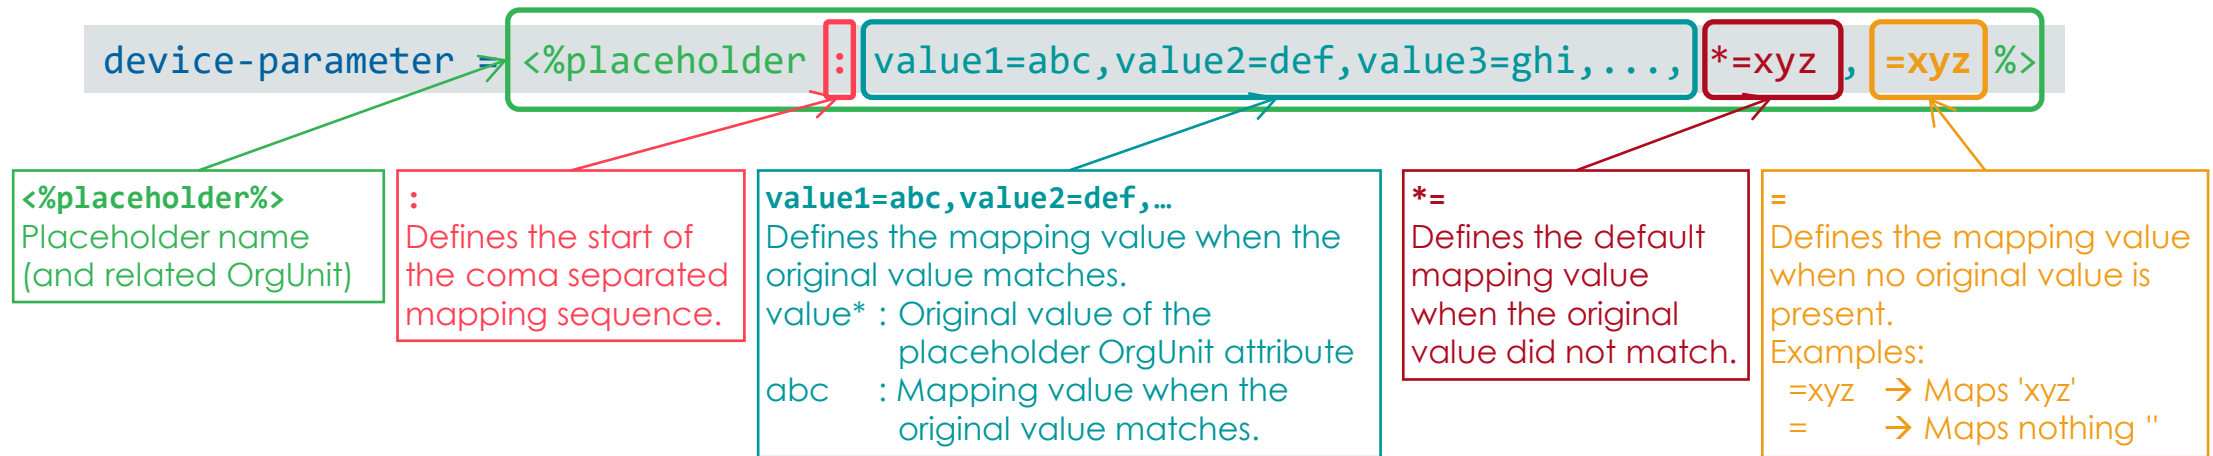 device-parameter = <%placeholder : value1=abc,value2=def,value3=ghi,..., *=xyz , =xyz %>
<%placeholder%>
Placeholder name
(and related OrgUnit)
:
Defines the start of
the coma separated
mapping sequence.
value1=abc,value2=def,…
Defines the mapping value when the
original value matches.
value* : Original value of the
placeholder OrgUnit attribute
abc : Mapping value when the
original value matches.
*=
Defines the default
mapping value
when the original
value did not match.
=
Defines the mapping value
when no original value is
present.
Examples:
=xyz → Maps 'xyz'
= → Maps nothing ''